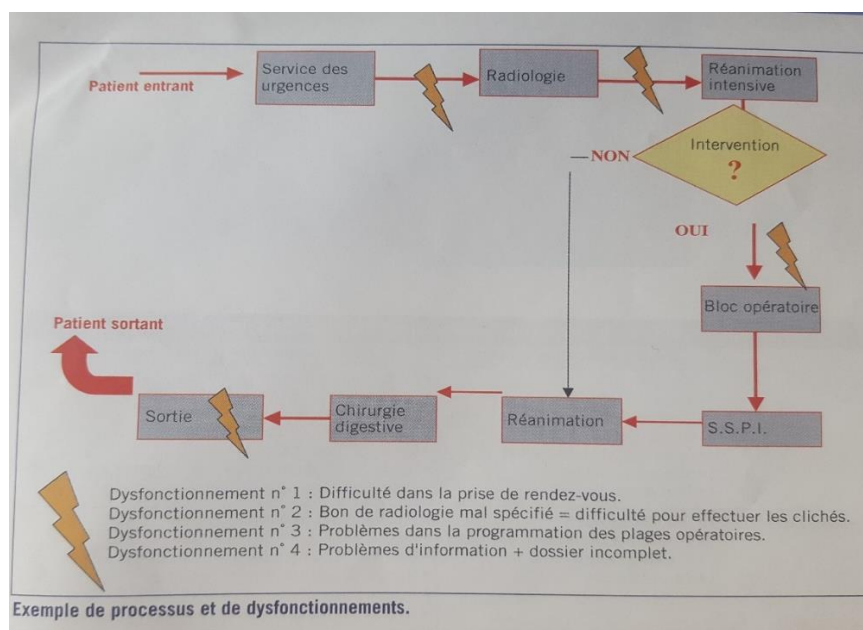 Patient entrant
Service des
urgences
Radiologie
Réanimation
intensive
Intervention
?
NON
OUI
Bloc opératoire
Patient sortant
Sortie
Chirurgie
digestive
Réanimation
S.S.P.I.
Dysfonctionnement n° 1 : Difficulté dans la prise de rendez-vous.
Dysfonctionnement n° 2 : Bon de radiologie mal spécifié = difficulté pour effectuer les clichés.
Dysfonctionnement n° 3 : Problèmes dans la programmation des plages opératoires.
Dysfonctionnement n° 4 : Problèmes d'information + dossier incomplet.
Exemple de processus et de dysfonctionnements.